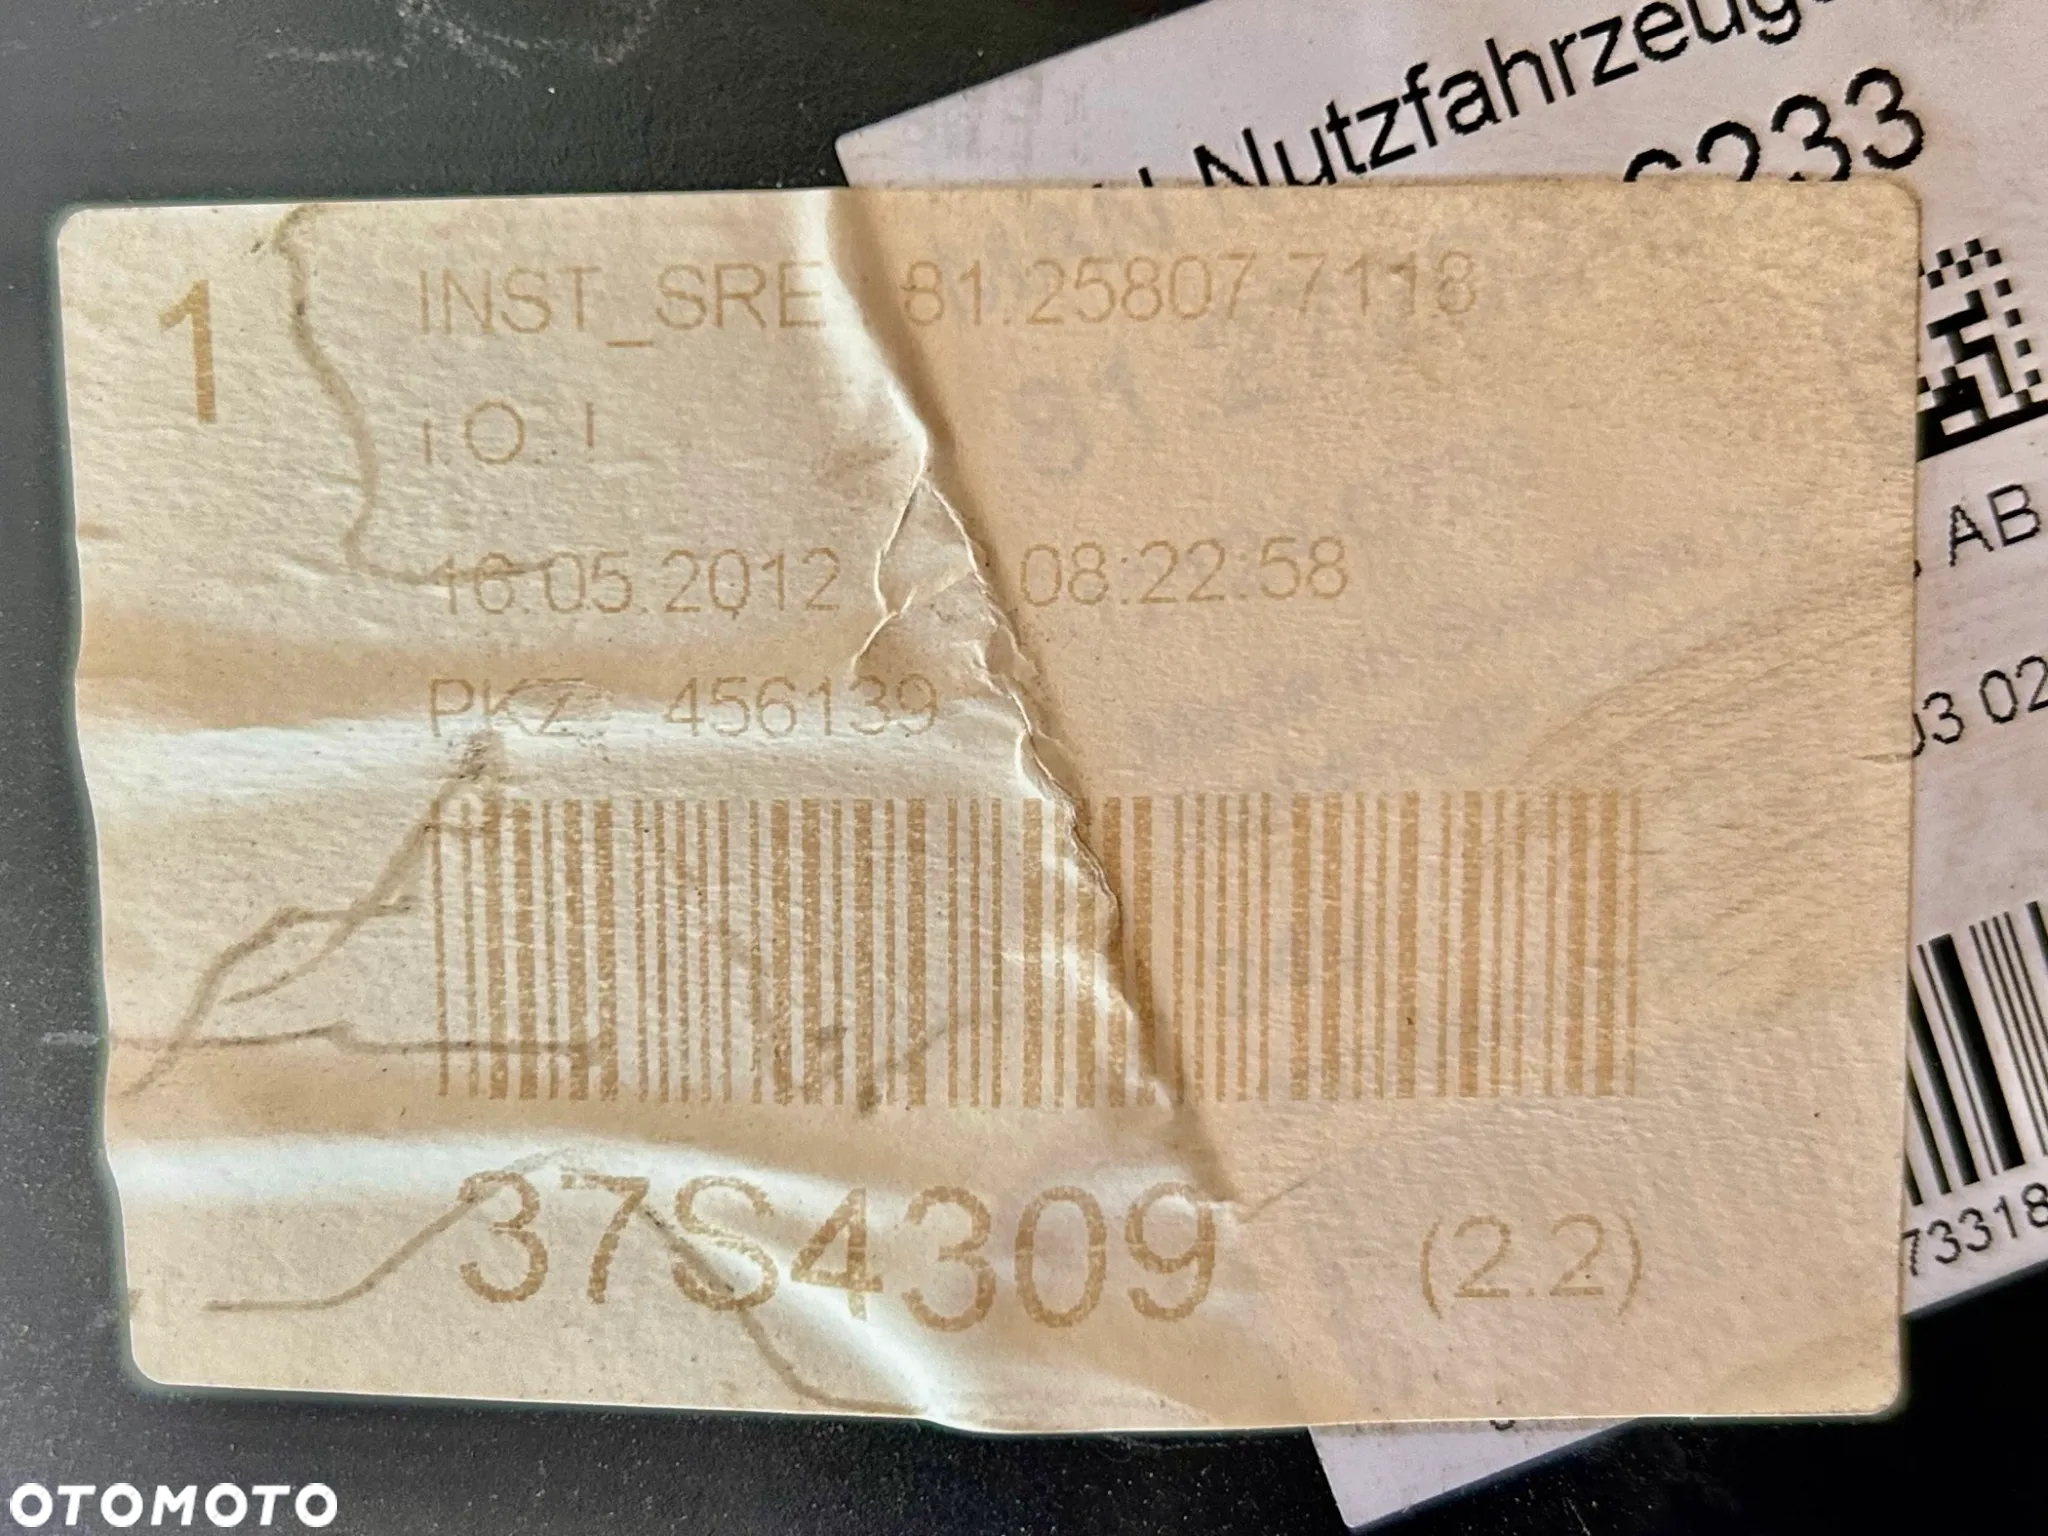 Nutzfahrzeug
233
1
INST_SRE 81.25807.7118
i.O. !
16.05.2012 08:22:58
AB
PKZ: 456139
03 02
37S4309 (2.2)
73318
OTOMOTO